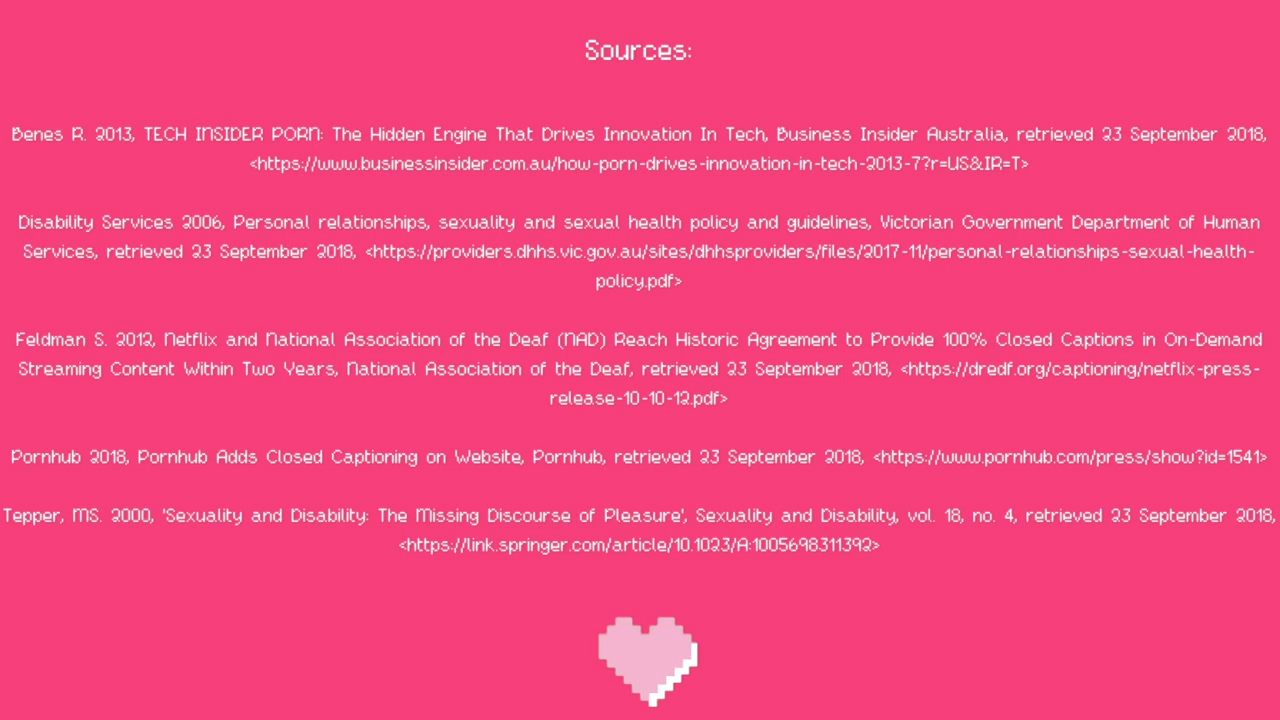 Sources:
Benes R. 2013, TECH INSIDER PORN: The Hidden Engine That Drives Innovation In Tech, Business Insider Australia, retrieved 23 September 2018,
<https://www.businessinsider.com.au/how-porn-drives-innovation-in-tech-2013-7?r=US&IR=T>
Disability Services 2006, Personal relationships, sexuality and sexual health policy and guidelines, Victorian Government Department of Human
Services, retrieved 23 September 2018, <https://providers.dhhs.vic.gov.au/sites/dhhsproviders/files/2017-11/personal-relationships-sexual-health-
policy.pdf>
Feldman S. 2012, Netflix and National Association of the Deaf (NAD) Reach Historic Agreement to Provide 100% Closed Captions in On-Demand
Streaming Content Within Two Years, National Association of the Deaf, retrieved 23 September 2018, <https://dredf.org/captioning/netflix-press-
release-10-10-12.pdf>
Pornhub 2018, Pornhub Adds Closed Captioning on Website, Pornhub, retrieved 23 September 2018, <https://www.pornhub.com/press/show?id=1541>
Tepper, MS. 2000, 'Sexuality and Disability: The Missing Discourse of Pleasure', Sexuality and Disability, vol. 18, no. 4, retrieved 23 September 2018,
<https://link.springer.com/article/10.1023/A:1005698311392>